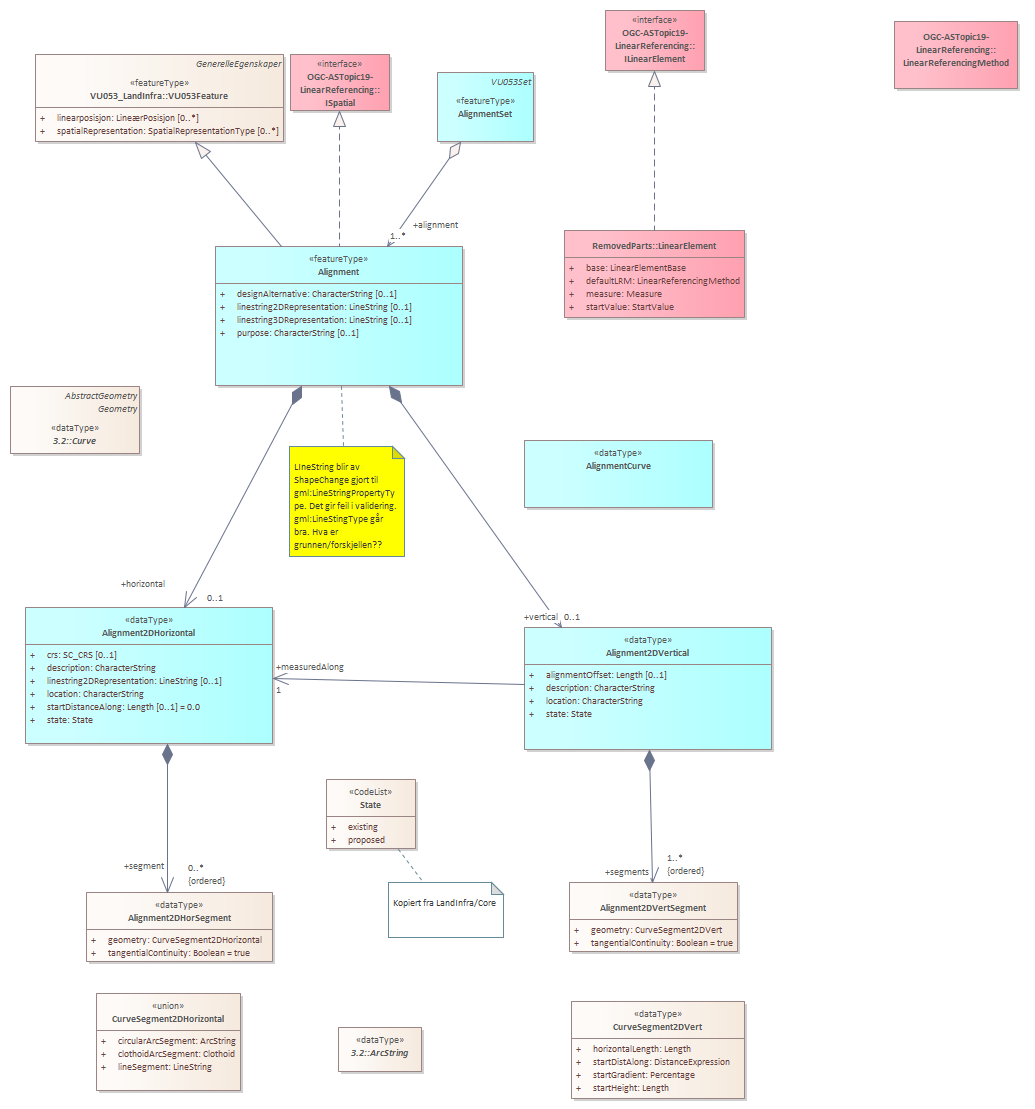 «interface»
OGC-ASTopic19-
LinearReferencing::
ILinearElement
OGC-ASTopic19-
LinearReferencing::
LinearReferencingMethod
GenerelleEgenskaper
«featureType»
VU053_LandInfra::VU053Feature
+ linearposisjon: LineærPosisjon [0..*]
+ spatialRepresentation: SpatialRepresentationType [0..*]
«interface»
OGC-ASTopic19-
LinearReferencing::
ISpatial
VU053Set
«featureType»
AlignmentSet
+alignment
1..*
RemovedParts::LinearElement
+ base: LinearElementBase
+ defaultLRM: LinearReferencingMethod
+ measure: Measure
+ startValue: StartValue
«featureType»
Alignment
+ designAlternative: CharacterString [0..1]
+ linestring2DRepresentation: LineString [0..1]
+ linestring3DRepresentation: LineString [0..1]
+ purpose: CharacterString [0..1]
AbstractGeometry
Geometry
«dataType»
3.2::Curve
LIneString blir av
ShapeChange gjort til
gml:LineStringPropertyTy
pe. Det gir feil i validering.
gml:LineStingType går
bra. Hva er
grunnen/forskjellen??
«dataType»
AlignmentCurve
+horizontal
0..1
+vertical 0..1
«dataType»
Alignment2DHorizontal
+ crs: SC_CRS [0..1]
+ description: CharacterString
+ linestring2DRepresentation: LineString [0..1]
+ location: CharacterString
+ startDistanceAlong: Length [0..1] = 0.0
+ state: State
+measuredAlong
1
«dataType»
Alignment2DVertical
+ alignmentOffset: Length [0..1]
+ description: CharacterString
+ location: CharacterString
+ state: State
«CodeList»
State
+ existing
+ proposed
Kopiert fra LandInfra/Core
+segment
0..*
{ordered}
1..*
{ordered}
+segments
«dataType»
Alignment2DHorSegment
+ geometry: CurveSegment2DHorizontal
+ tangentialContinuity: Boolean = true
«dataType»
Alignment2DVertSegment
+ geometry: CurveSegment2DVert
+ tangentialContinuity: Boolean = true
«union»
CurveSegment2DHorizontal
+ circularArcSegment: ArcString
+ clothoidArcSegment: Clothoid
+ lineSegment: LineString
«dataType»
3.2::ArcString
«dataType»
CurveSegment2DVert
+ horizontalLength: Length
+ startDistAlong: DistanceExpression
+ startGradient: Percentage
+ startHeight: Length